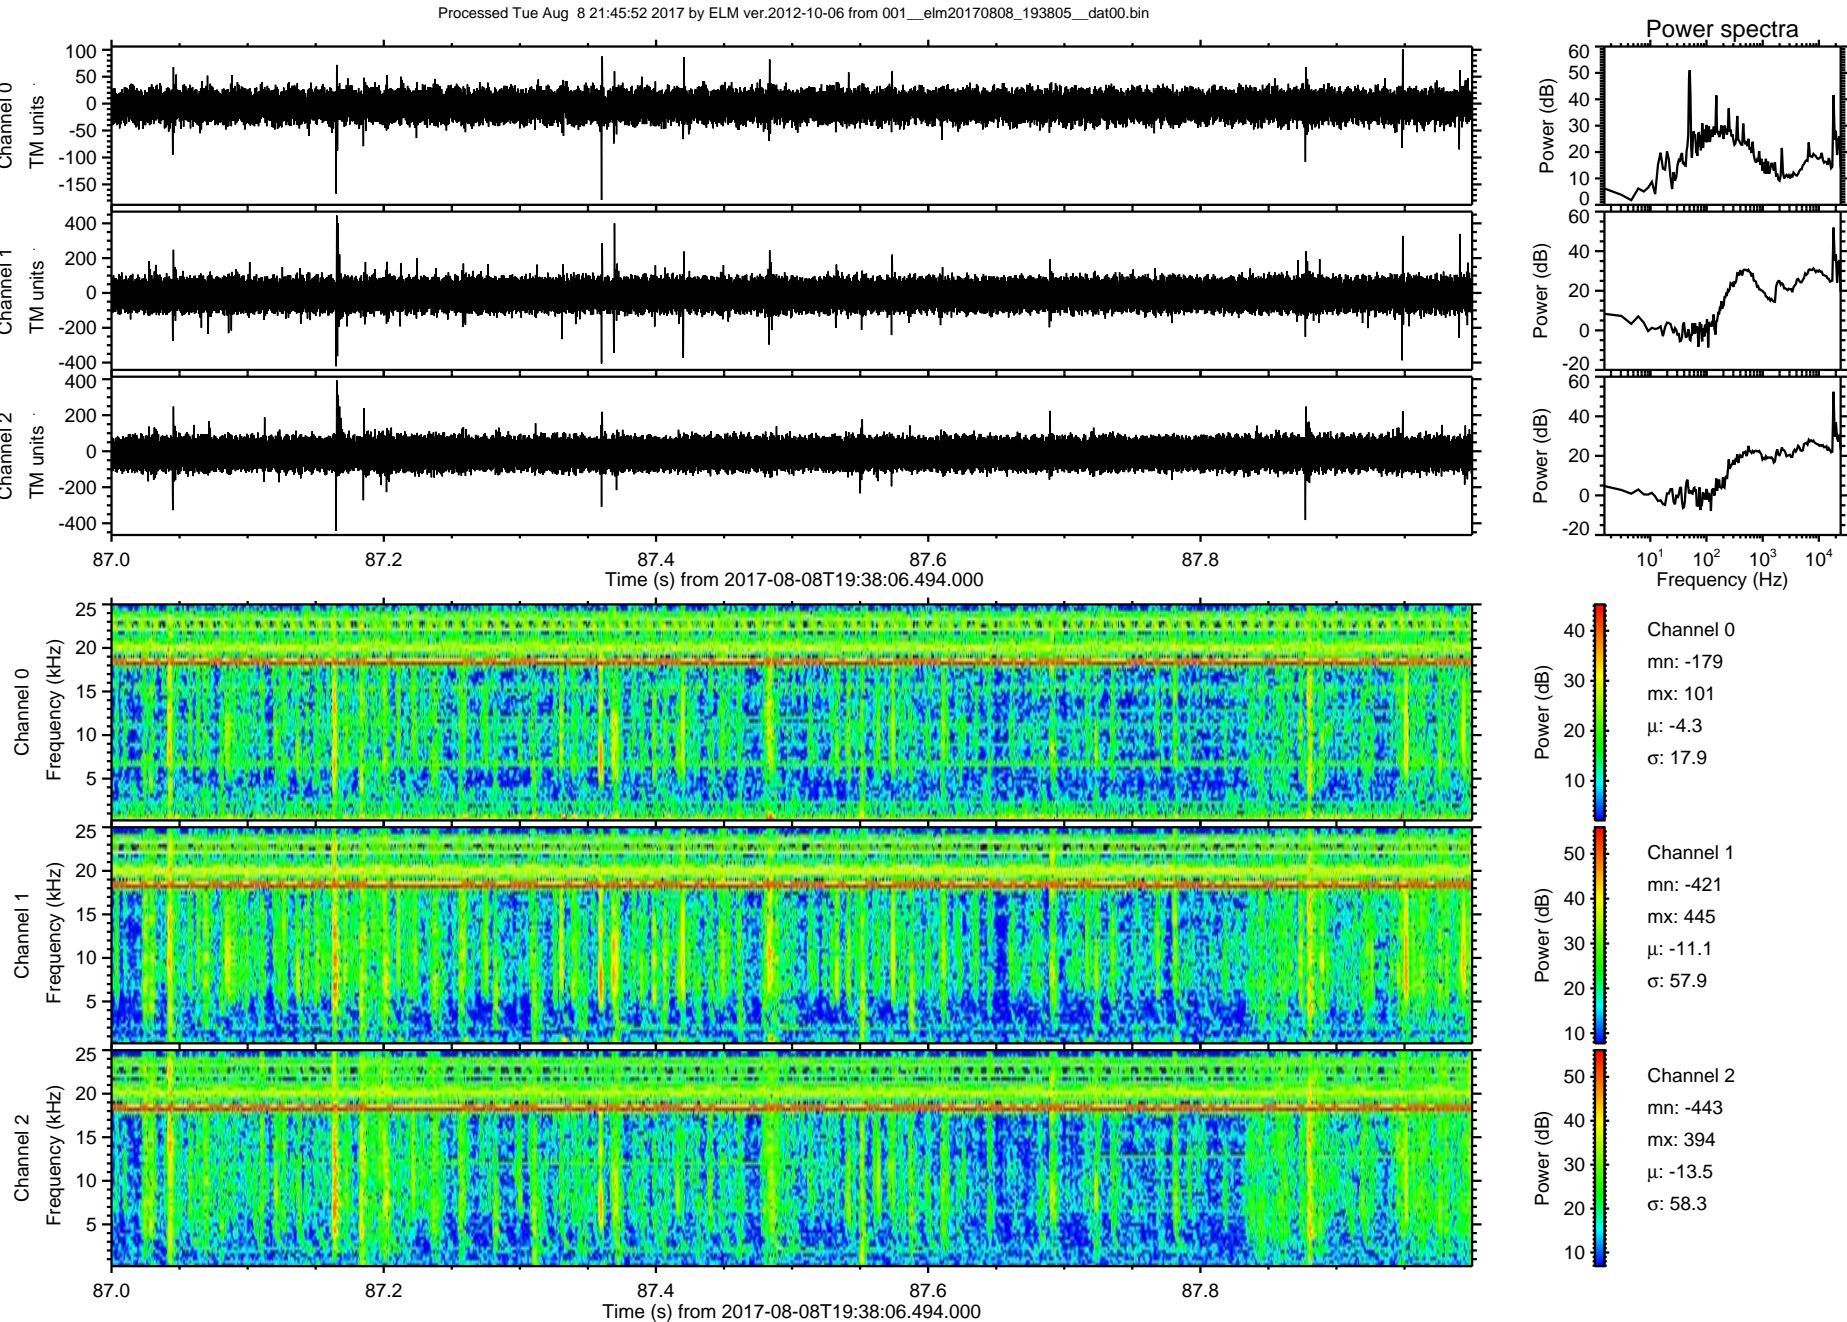 Processed Tue Aug  8 21:45:52 2017 by ELM ver.2012-10-06 from 001__elm20170808_193805__dat00.bin
Power spectra
Channel 0
TM units
100
50
0
-50
-100
-150
Power (dB)
60
50
40
30
20
10
0
Channel 1
TM units
400
200
0
-200
-400
Power (dB)
60
40
20
0
-20
Channel 2
TM units
400
200
0
-200
-400
Power (dB)
60
40
20
0
-20
87.0 87.2 87.4 87.6 87.8
Time (s) from 2017-08-08T19:38:06.494.000
10¹ 10² 10³ 10⁴
Frequency (Hz)
Channel 0
Frequency (kHz)
25
20
15
10
5
Power (dB)
40
30
20
10
Channel 0
mn: -179
mx: 101
μ: -4.3
σ: 17.9
Channel 1
Frequency (kHz)
25
20
15
10
5
Power (dB)
50
40
30
20
10
Channel 1
mn: -421
mx: 445
μ: -11.1
σ: 57.9
Channel 2
Frequency (kHz)
25
20
15
10
5
Power (dB)
50
40
30
20
10
Channel 2
mn: -443
mx: 394
μ: -13.5
σ: 58.3
87.0 87.2 87.4 87.6 87.8
Time (s) from 2017-08-08T19:38:06.494.000